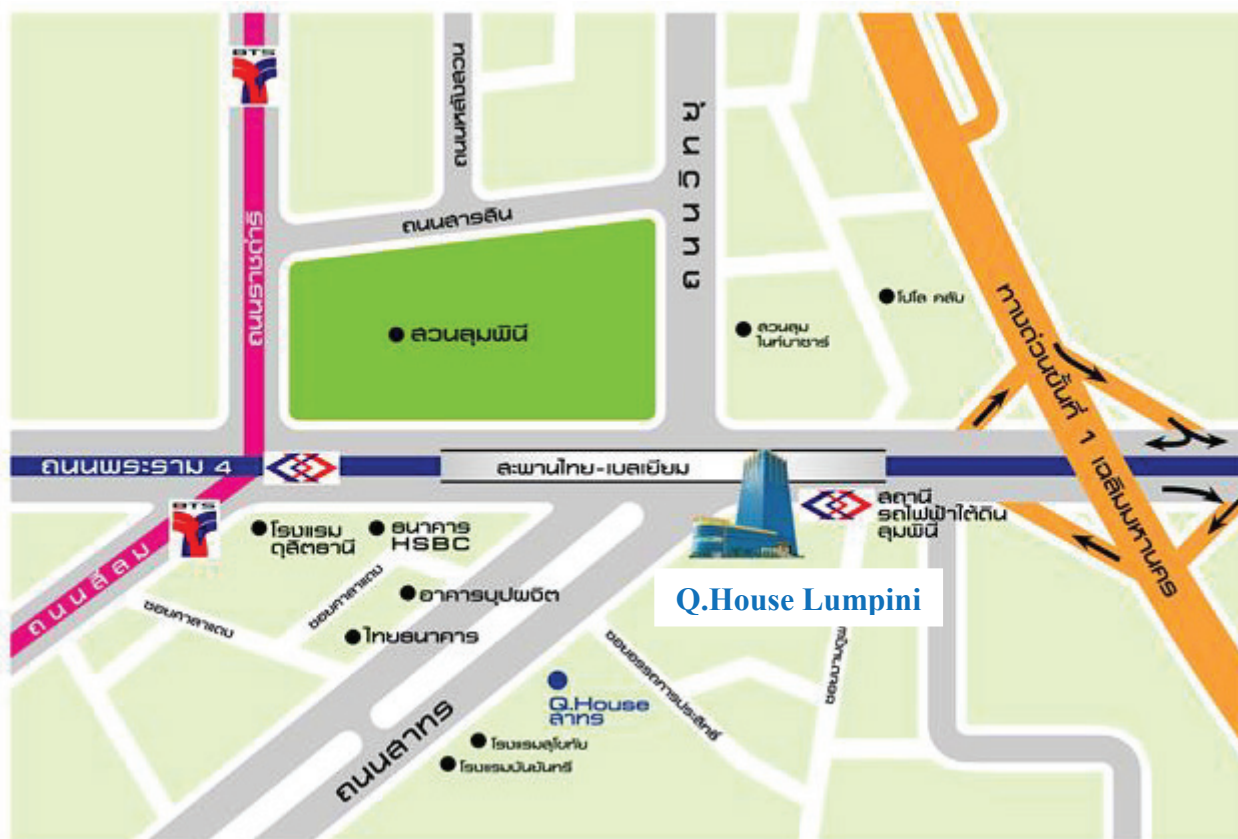 BTS
ถนนหลังสวน
ถนนวิทยุ
ถนนสารสิน
ถนนราชดำริ
โปโล คลับ
สวนลุม
ไนท์บาซาร์
สวนลุมพินี
ทางด่วนขั้นที่ 1 เฉลิมมหานคร
ถนนพระราม 4
สะพานไทย-เบลเยียม
สถานี
รถไฟฟ้าใต้ดิน
ลุมพินี
BTS
โรงแรม
ดุสิตธานี
ธนาคาร
HSBC
ถนนสีลม
ซอยศาลาแดง
ซอยศาลาแดง
อาคารบุปผจิต
ไทยธนาคาร
Q.House Lumpini
ซอยอรรถการประสิทธิ์
Q.House
สาทร
ถนนสาทร
โรงแรมสุโขทัย
โรงแรมบันยันทรี